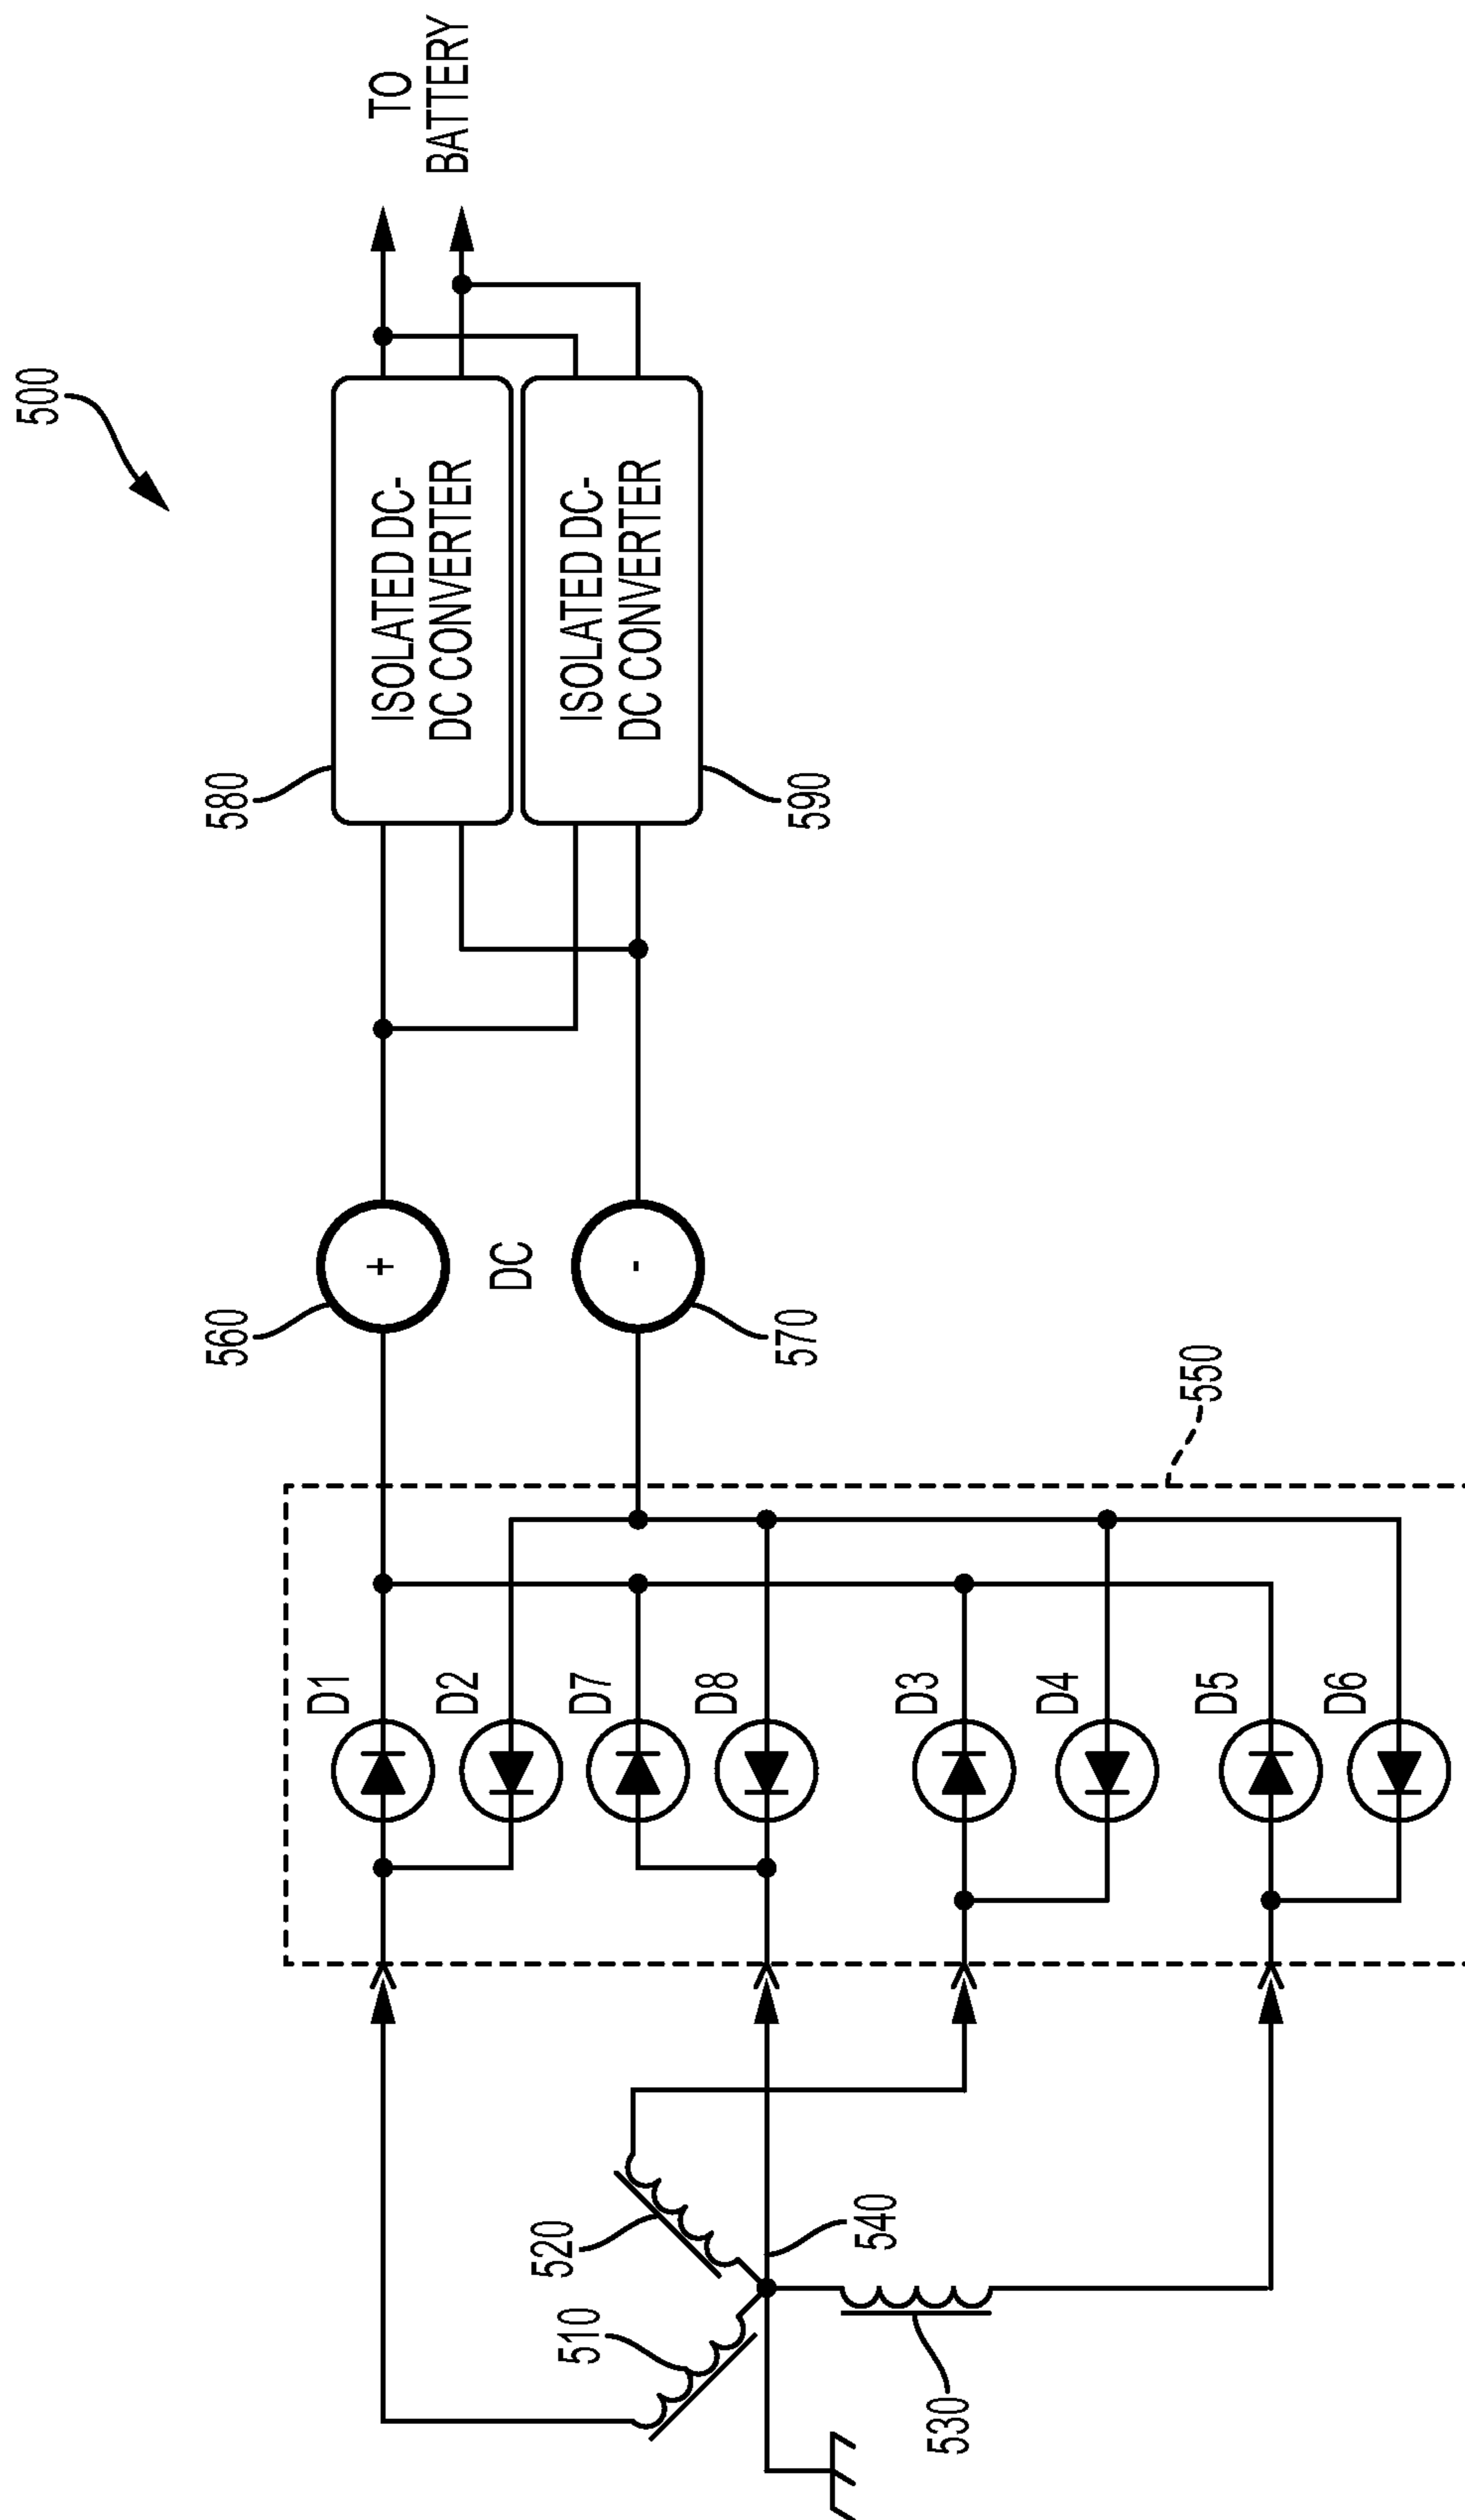 500
TO
BATTERY
580
ISOLATED DC-
DC CONVERTER
ISOLATED DC-
DC CONVERTER
590
560
+
DC
-
570
550
D1
D2
D7
D8
D3
D4
D5
D6
520
540
510
530